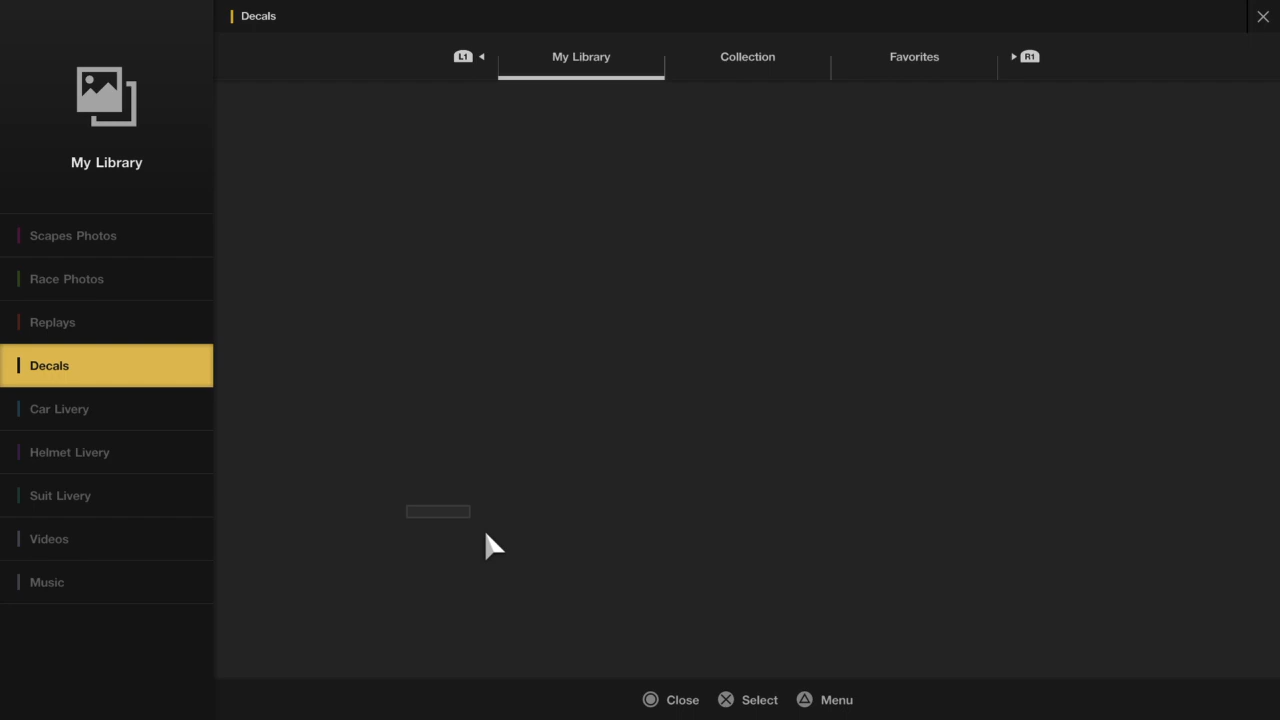 Decals
L1
My Library
Collection
Favorites
R1
My Library
Scapes Photos
Race Photos
Replays
Decals
Car Livery
Helmet Livery
Suit Livery
Videos
Music
Close
Select
Menu